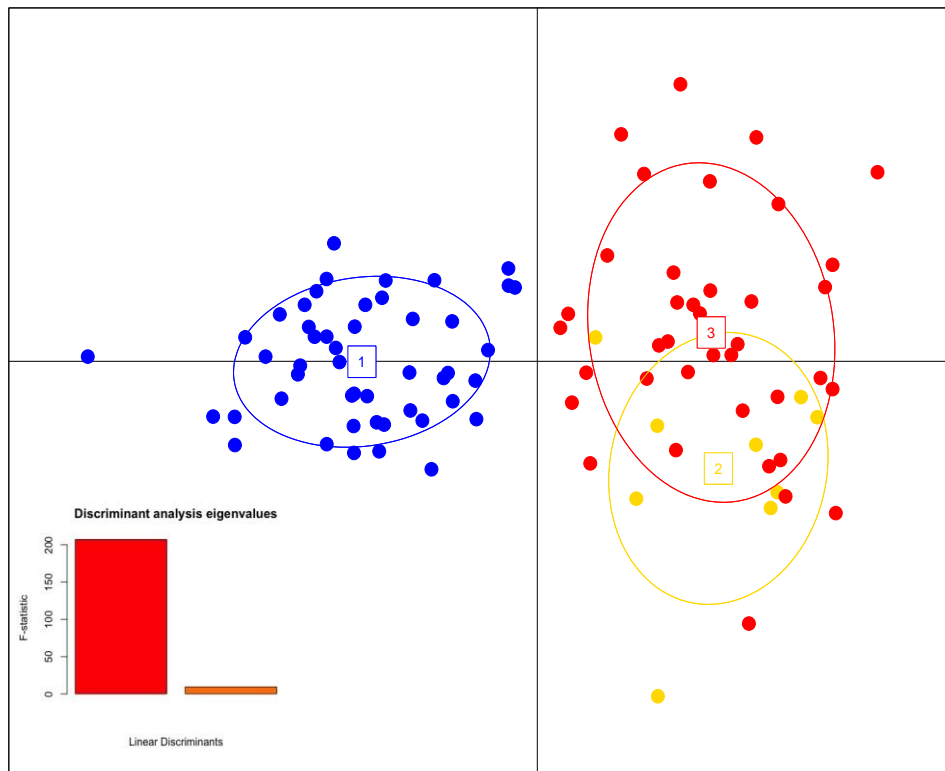 3
1
2
Discriminant analysis eigenvalues
200
150
100
50
0
F-statistic
Linear Discriminants